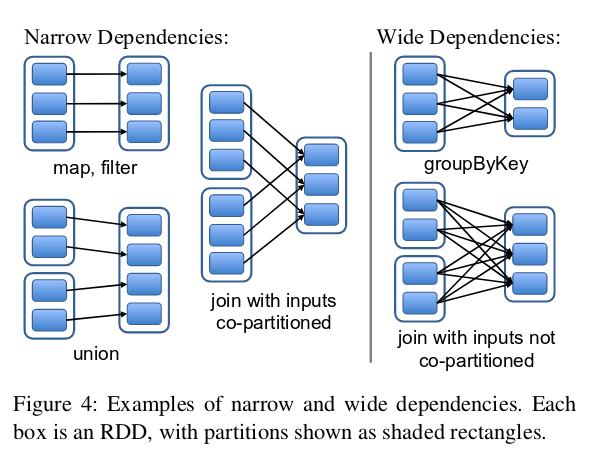 Narrow Dependencies:
map, filter
union
join with inputs
co-partitioned
Wide Dependencies:
groupByKey
join with inputs not
co-partitioned
Figure 4: Examples of narrow and wide dependencies. Each
box is an RDD, with partitions shown as shaded rectangles.